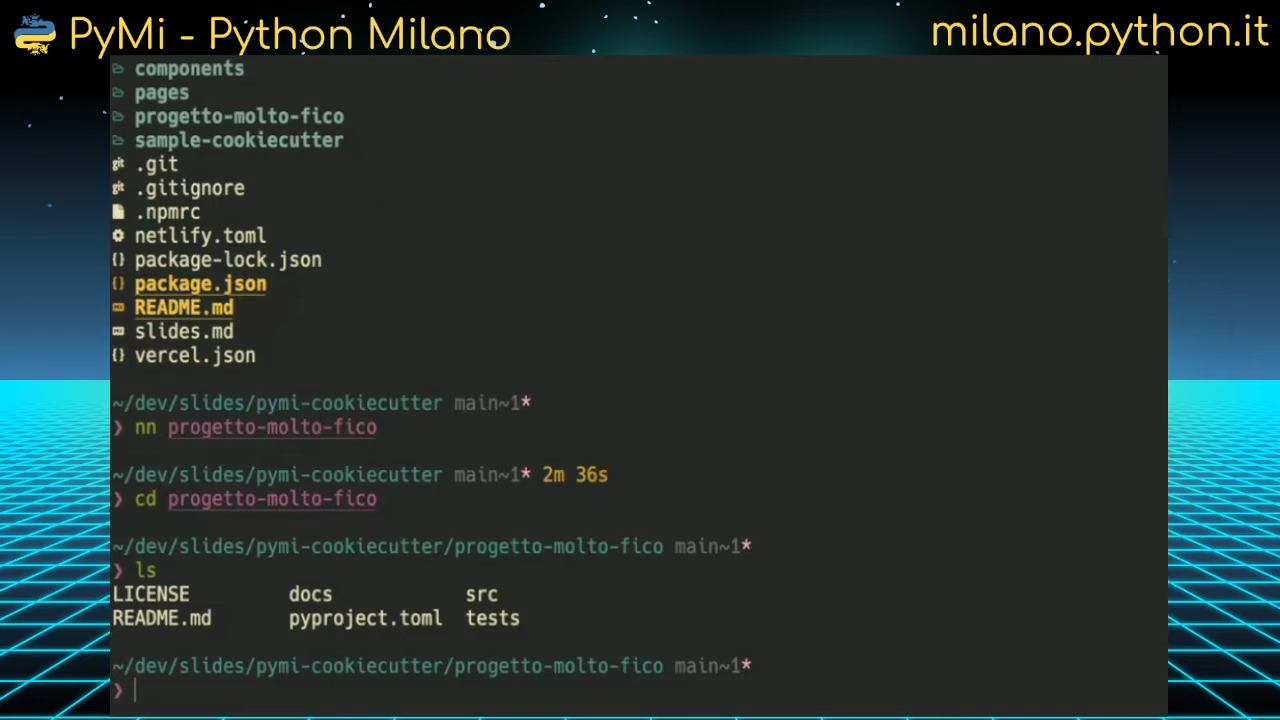 PyMi - Python Milano
milano.python.it
components
pages
progetto-molto-fico
sample-cookiecutter
.git
.gitignore
.npmrc
netlify.toml
package-lock.json
package.json
README.md
slides.md
vercel.json
~/dev/slides/pymi-cookiecutter main~1*
❯ nn progetto-molto-fico
~/dev/slides/pymi-cookiecutter main~1* 2m 36s
❯ cd progetto-molto-fico
~/dev/slides/pymi-cookiecutter/progetto-molto-fico main~1*
❯ ls
LICENSE docs src
README.md pyproject.toml tests
~/dev/slides/pymi-cookiecutter/progetto-molto-fico main~1*
❯